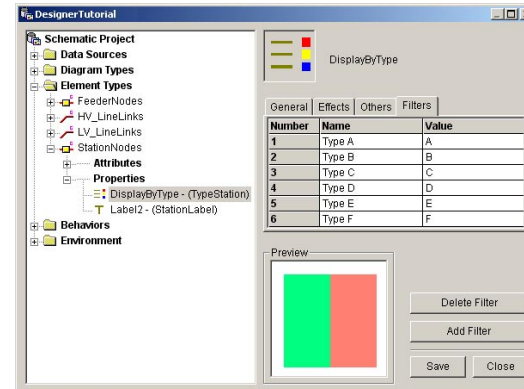 DesignerTutorial
Schematic Project
Data Sources
Diagram Types
Element Types
FeederNodes
HV_LineLinks
LV_LineLinks
StationNodes
Attributes
Properties
DisplayByType - (TypeStation)
T Label2 - (StationLabel)
Behaviors
Environment
DisplayByType
General Effects Others Filters
Number Name Value
1 Type A A
2 Type B B
3 Type C C
4 Type D D
5 Type E E
6 Type F F
Preview
Delete Filter
Add Filter
Save Close